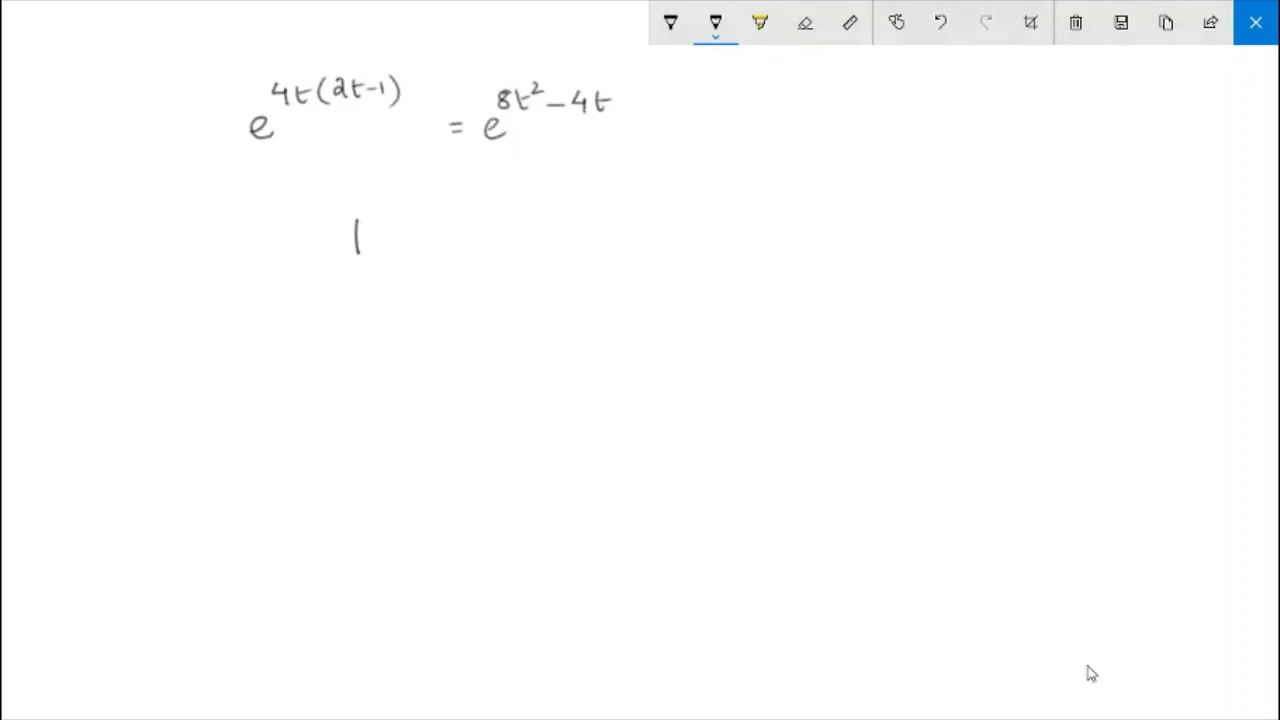 e^{4t(2t-1)} = e^{8t^2-4t}